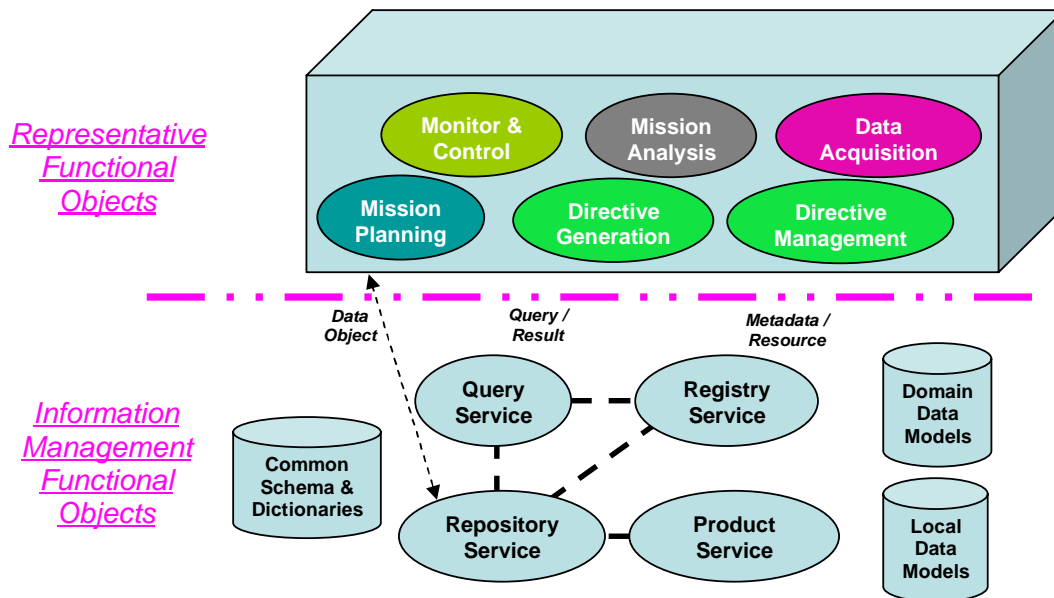 Representative
Functional
Objects
Monitor &
Control
Mission
Analysis
Data
Acquisition
Mission
Planning
Directive
Generation
Directive
Management
Data
Object
Query /
Result
Metadata /
Resource
Information
Management
Functional
Objects
Common
Schema &
Dictionaries
Query
Service
Registry
Service
Repository
Service
Product
Service
Domain
Data
Models
Local
Data
Models